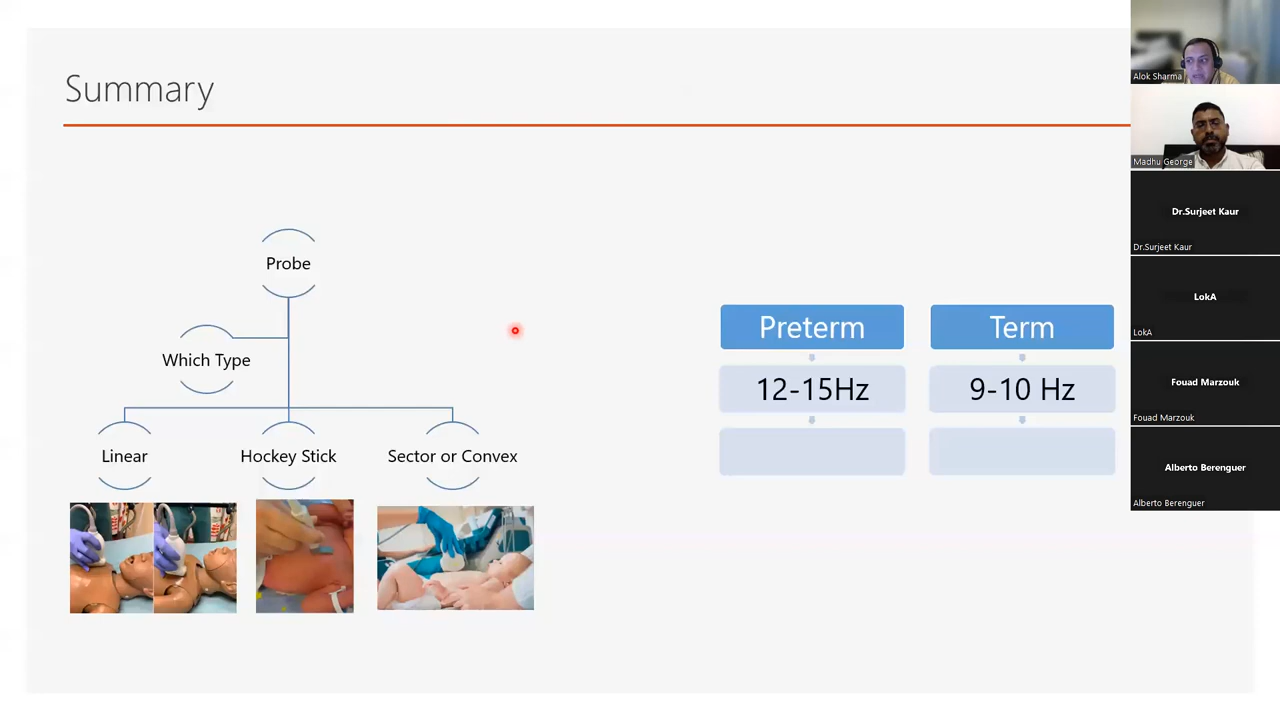 Summary
Probe
Which Type
Linear
Hockey Stick
Sector or Convex
Preterm
Term
12-15Hz
9-10 Hz
Alok Sharma
Madhu George
Dr.Surjeet Kaur
Dr.Surjeet Kaur
LokA
LokA
Fouad Marzouk
Fouad Marzouk
Alberto Berenguer
Alberto Berenguer